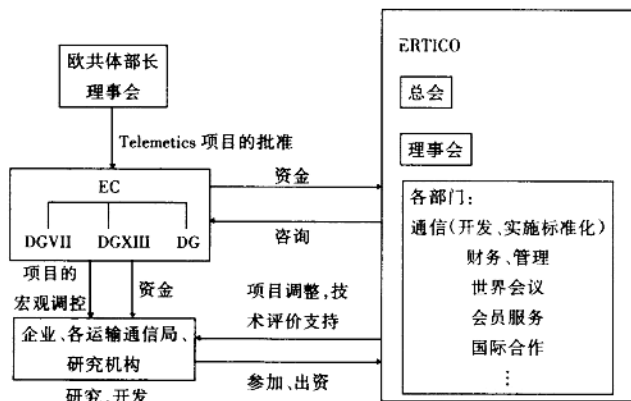 欧共体部长
理事会
Telemetics 项目的批准
EC
DGVII DGXIII DG
资金
咨询
项目的
宏观调控
资金
企业、各运输通信局、
研究机构
研究、开发
项目调整,技
术评价支持
参加、出资
ERTICO
总会
理事会
各部门:
通信(开发、实施标准化)
财务、管理
世界会议
会员服务
国际合作
⋮